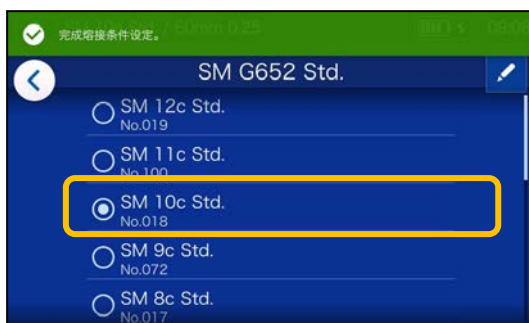 完成熔接条件设定。
SM G652 Std.
SM 12c Std.
No.019
SM 11c Std.
No.100
SM 10c Std.
No.018
SM 9c Std.
No.072
SM 8c Std.
No.017